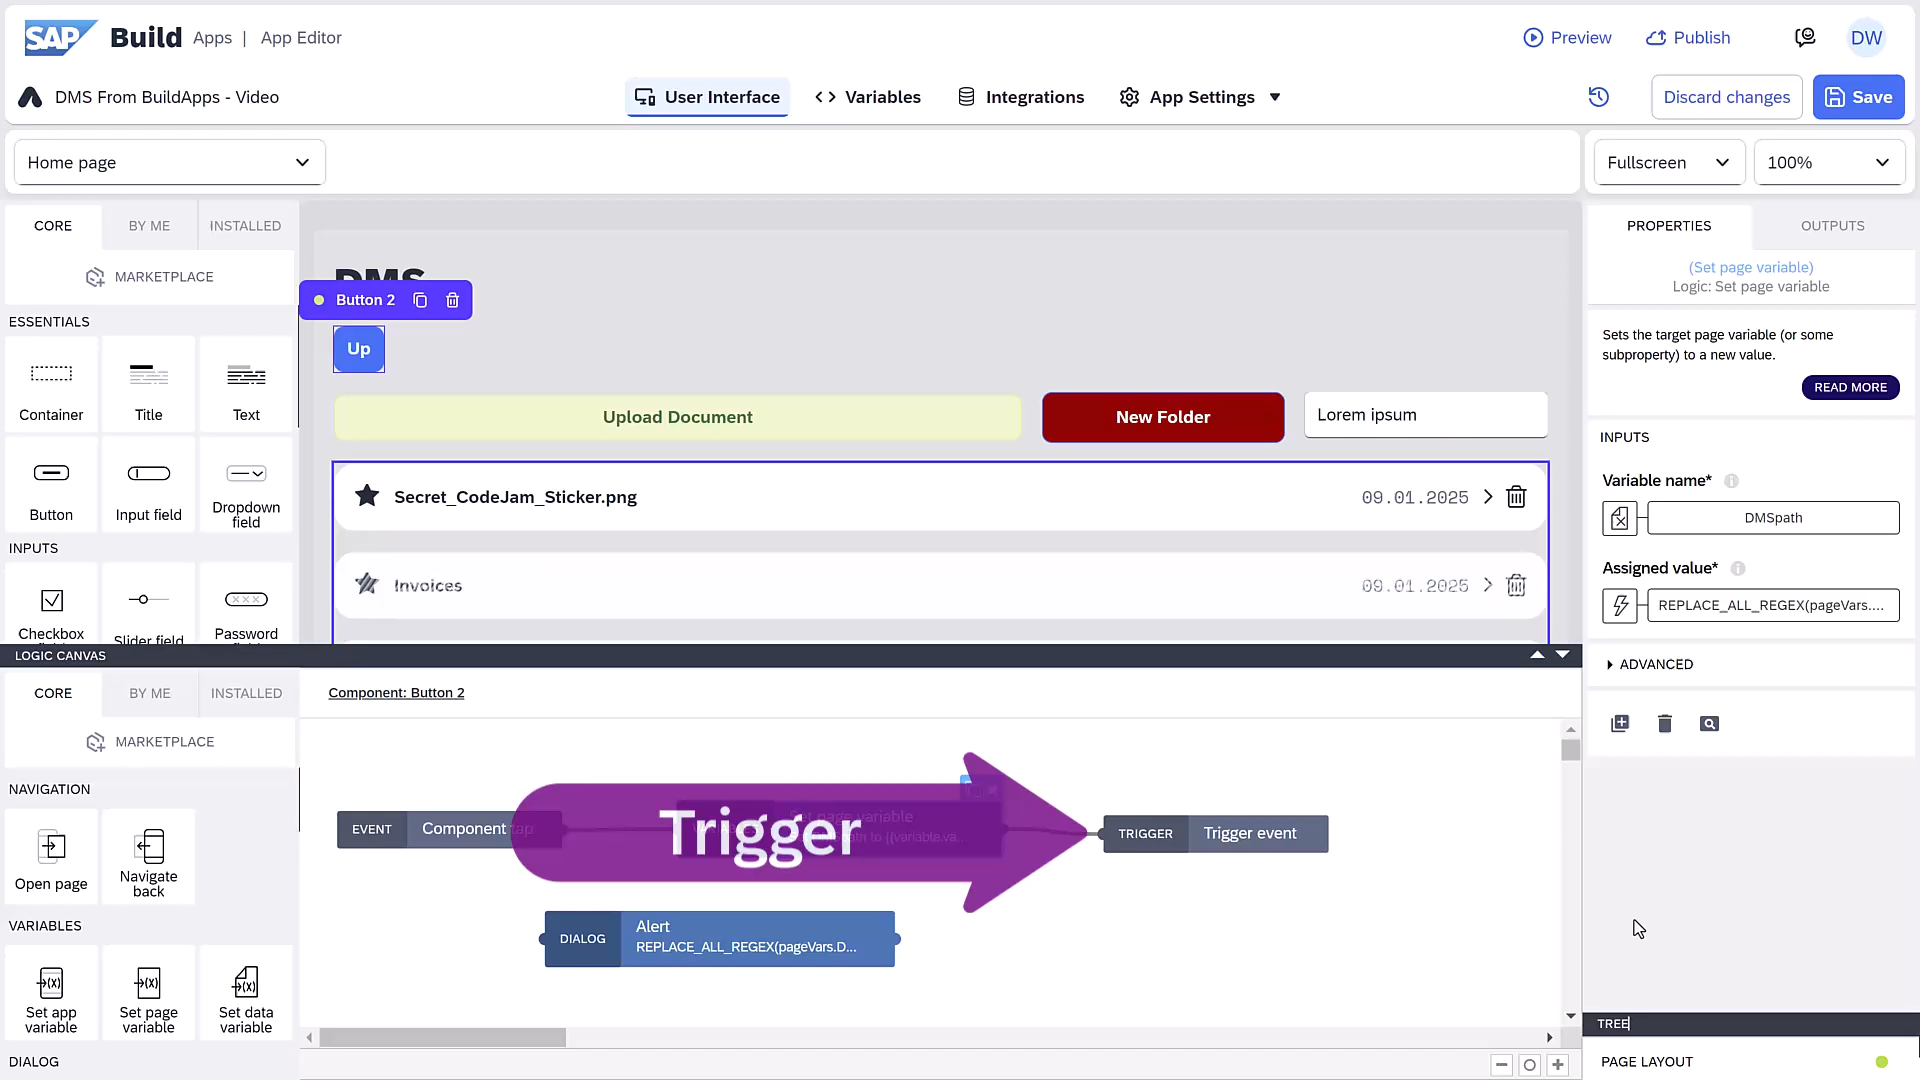 SAP Build Apps | App Editor
Preview
Publish
DW
DMS From BuildApps - Video
User Interface
Variables
Integrations
App Settings
Discard changes
Save
Home page
Fullscreen
100%
CORE
BY ME
INSTALLED
MARKETPLACE
ESSENTIALS
Container
Title
Text
Button
Input field
Dropdown
field
INPUTS
Checkbox
Slider field
Password
DMS
Button 2
Up
Upload Document
New Folder
Lorem ipsum
Secret_CodeJam_Sticker.png
09.01.2025
Invoices
09.01.2025
PROPERTIES
OUTPUTS
(Set page variable)
Logic: Set page variable
Sets the target page variable (or some
subproperty) to a new value.
READ MORE
INPUTS
Variable name*
DMSpath
Assigned value*
REPLACE_ALL_REGEX(pageVars....
ADVANCED
LOGIC CANVAS
CORE
BY ME
INSTALLED
MARKETPLACE
NAVIGATION
Open page
Navigate
back
VARIABLES
Set app
variable
Set page
variable
Set data
variable
DIALOG
Component: Button 2
EVENT
Component tap
Trigger
TRIGGER
Trigger event
DIALOG
Alert
REPLACE_ALL_REGEX(pageVars.D...
TREE
PAGE LAYOUT